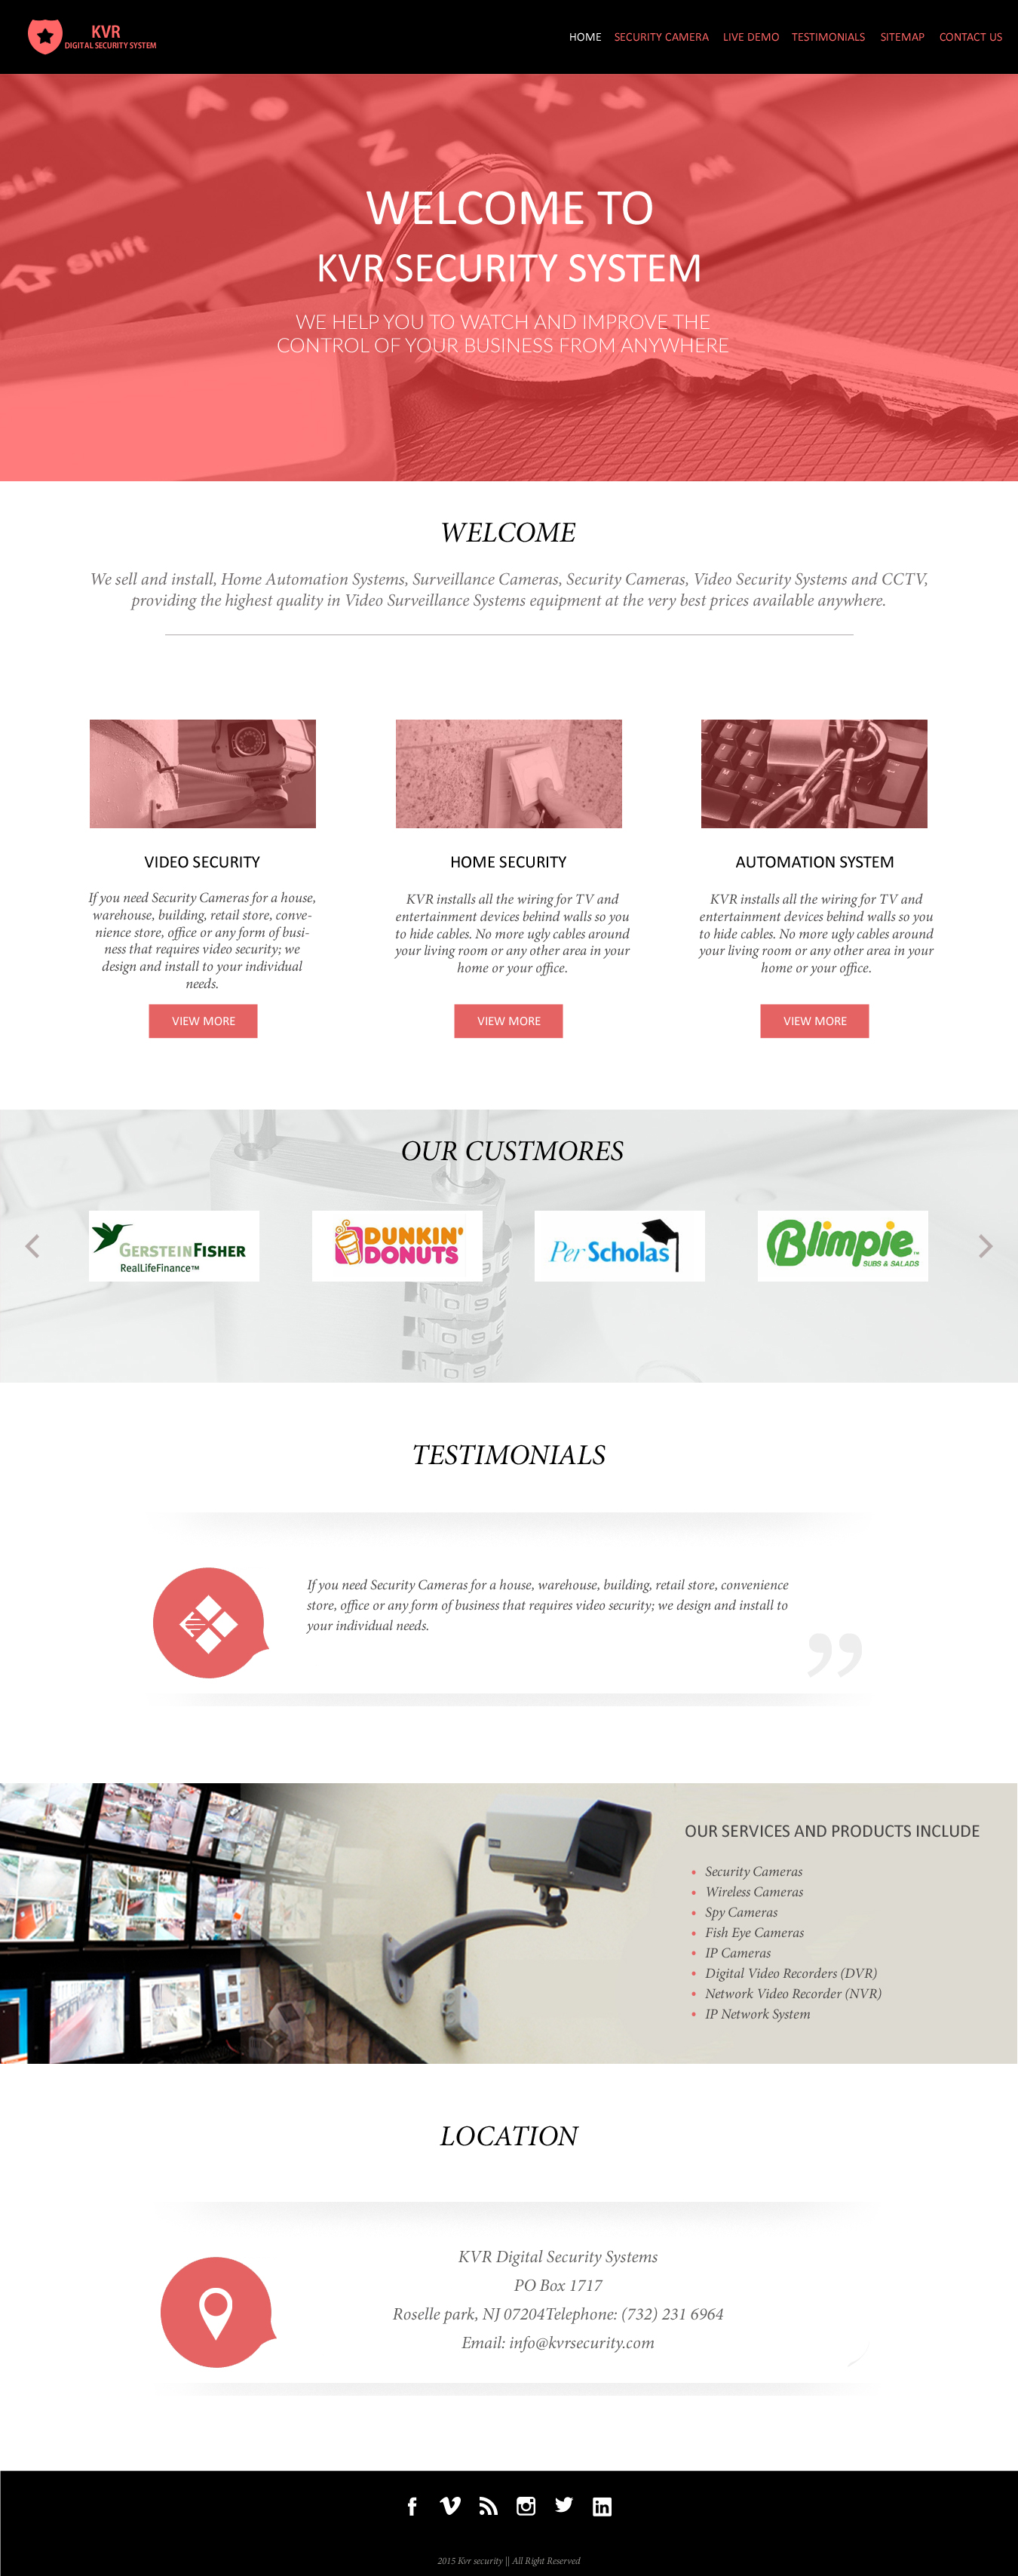 KVR
DIGITAL SECURITY SYSTEM
HOME SECURITY CAMERA LIVE DEMO TESTIMONIALS SITEMAP CONTACT US
Shift
Alt
Z
A
X
WELCOME TO
KVR SECURITY SYSTEM
WE HELP YOU TO WATCH AND IMPROVE THE
CONTROL OF YOUR BUSINESS FROM ANYWHERE
WELCOME
We sell and install, Home Automation Systems, Surveillance Cameras, Security Cameras, Video Security Systems and CCTV,
providing the highest quality in Video Surveillance Systems equipment at the very best prices available anywhere.
VIDEO SECURITY
If you need Security Cameras for a house,
warehouse, building, retail store, conve-
nience store, office or any form of busi-
ness that requires video security; we
design and install to your individual
needs.
VIEW MORE
HOME SECURITY
KVR installs all the wiring for TV and
entertainment devices behind walls so you
to hide cables. No more ugly cables around
your living room or any other area in your
home or your office.
VIEW MORE
AUTOMATION SYSTEM
KVR installs all the wiring for TV and
entertainment devices behind walls so you
to hide cables. No more ugly cables around
your living room or any other area in your
home or your office.
VIEW MORE
OUR CUSTMORES
GERSTEINFISHER
RealLifeFinance™
DUNKIN'
DONUTS
Per Scholas
Blimpie™
SUBS & SALADS
TESTIMONIALS
If you need Security Cameras for a house, warehouse, building, retail store, convenience
store, office or any form of business that requires video security; we design and install to
your individual needs.
”
OUR SERVICES AND PRODUCTS INCLUDE
• Security Cameras
• Wireless Cameras
• Spy Cameras
• Fish Eye Cameras
• IP Cameras
• Digital Video Recorders (DVR)
• Network Video Recorder (NVR)
• IP Network System
LOCATION
KVR Digital Security Systems
PO Box 1717
Roselle park, NJ 07204Telephone: (732) 231 6964
Email: info@kvrsecurity.com
2015 Kvr security || All Right Reserved